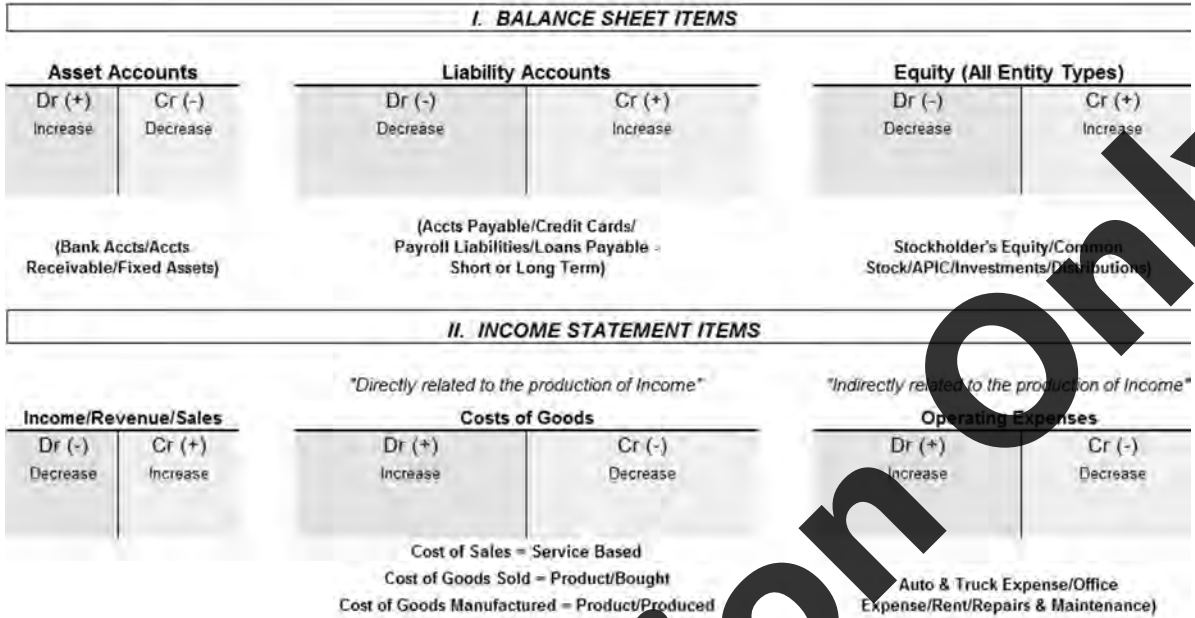 I. BALANCE SHEET ITEMS
Asset Accounts
Dr (+) Cr (-)
Increase Decrease
(Bank Accts/Accts
Receivable/Fixed Assets)
Liability Accounts
Dr (-) Cr (+)
Decrease Increase
(Accts Payable/Credit Cards/
Payroll Liabilities/Loans Payable -
Short or Long Term)
Equity (All Entity Types)
Dr (-) Cr (+)
Decrease Increase
Stockholder's Equity/Common
Stock/APIC/Investments/Distributions)
II. INCOME STATEMENT ITEMS
Income/Revenue/Sales
Dr (-) Cr (+)
Decrease Increase
"Directly related to the production of Income"
Costs of Goods
Dr (+) Cr (-)
Increase Decrease
Cost of Sales = Service Based
Cost of Goods Sold = Product/Bought
Cost of Goods Manufactured = Product/Produced
"Indirectly related to the production of Income"
Operating Expenses
Dr (+) Cr (-)
Increase Decrease
Auto & Truck Expense/Office
Expense/Rent/Repairs & Maintenance)